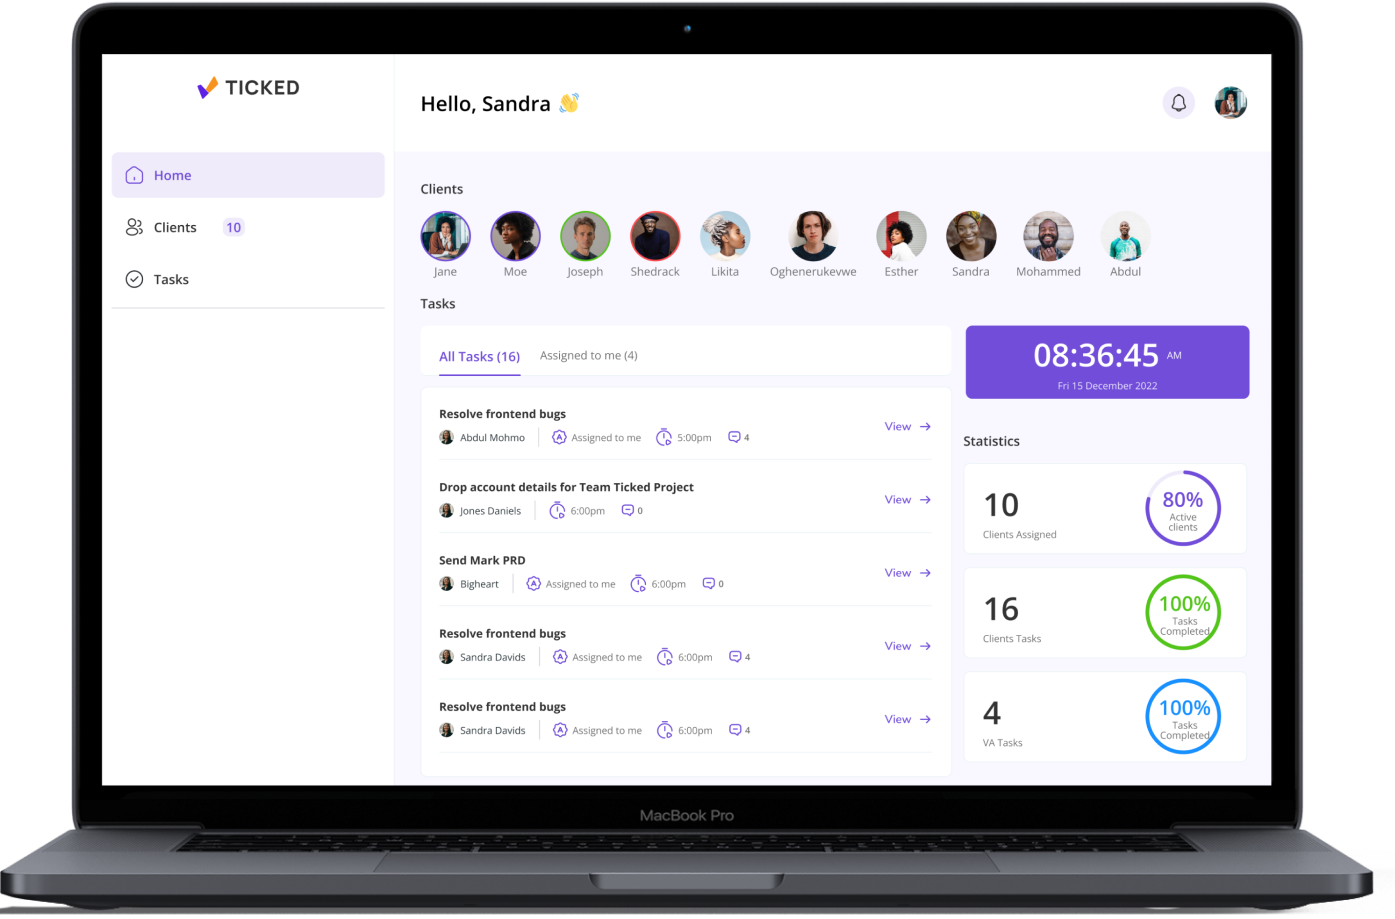 TICKED
Hello, Sandra 👋
Home
Clients 10
Tasks
Clients
Jane Moe Joseph Shedrack Likita Oghenerukevwe Esther Sandra Mohammed Abdul
Tasks
All Tasks (16) Assigned to me (4)
Resolve frontend bugs
Abdul Mohmo A Assigned to me 5:00pm 4
View →
Drop account details for Team Ticked Project
Jones Daniels 6:00pm 0
View →
Send Mark PRD
Bigheart A Assigned to me 6:00pm 0
View →
Resolve frontend bugs
Sandra Davids A Assigned to me 6:00pm 4
View →
Resolve frontend bugs
Sandra Davids A Assigned to me 6:00pm 4
View →
08:36:45 AM
Fri 15 December 2022
Statistics
10
Clients Assigned
80%
Active
clients
16
Clients Tasks
100%
Tasks
Completed
4
VA Tasks
100%
Tasks
Completed
MacBook Pro